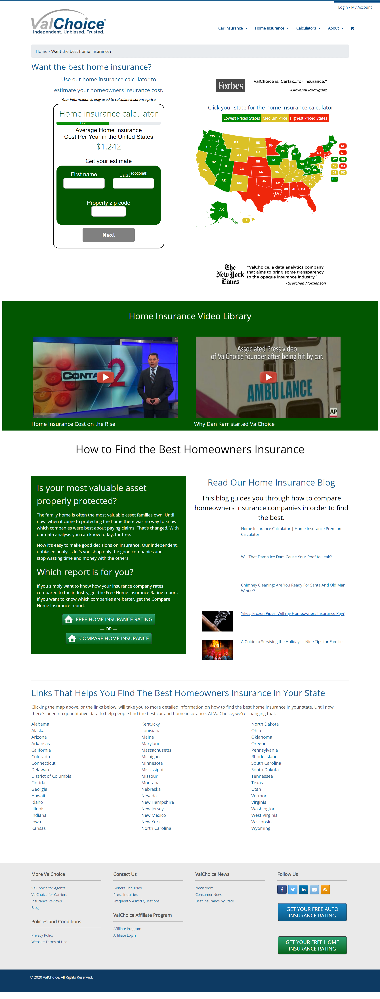 Login / My Account
ValChoice®
Independent. Unbiased. Trusted.
Car Insurance
Home Insurance
Calculators
About
Home › Want the best home insurance?
Want the best home insurance?
Use our home insurance calculator to
estimate your homeowners insurance cost.
Your information is only used to calculate insurance price.
Home insurance calculator
1 / 2
Average Home Insurance
Cost Per Year in the United States
$1,242
Get your estimate
First name
Last (optional)
Property zip code
Next
Forbes
"ValChoice is, Carfax...for insurance."
-Giovanni Rodriguez
Click your state for the home insurance calculator.
Lowest Priced States
Medium Price
Highest Priced States
WA
OR
ID
MT
ND
MN
WI
MI
ME
RI
CT
NY
VT
NH
NJ
MA
DE
MD
DC
SD
WY
NE
IA
PA
NV
UT
CO
KS
MO
IL
IN
OH
WV
VA
KY
CA
AZ
NM
OK
AR
TN
NC
SC
MS
AL
GA
TX
LA
FL
AK
HI
The
New York
Times
"ValChoice, a data analytics company
that aims to bring some transparency
to the opaque insurance industry."
-Gretchen Morgenson
Home Insurance Video Library
CONTA
2
Associated Press video
of ValChoice founder after being hit by car.
AMBULANCE
AP
Home Insurance Cost on the Rise
Why Dan Karr started ValChoice
How to Find the Best Homeowners Insurance
Is your most valuable asset
properly protected?
The family home is often the most valuable asset families own. Until
now, when it came to protecting the home there was no way to know
which companies were best about paying claims. That's changed. With
our data analysis you can know today, for free.
Now it's easy to make good decisions on insurance. Our independent,
unbiased analysis let's you shop only the good companies and
stop wasting time and money with the others.
Which report is for you?
If you simply want to know how your insurance company rates
compared to the industry, get the Free Home Insurance Rating report.
If you want to know which companies are better, get the Compare
Home Insurance report.
FREE HOME INSURANCE RATING
— OR —
COMPARE HOME INSURANCE
Read Our Home Insurance Blog
This blog guides you through how to compare
homeowners insurance companies in order to find
the best.
Home Insurance Calculator | Home Insurance Premium
Calculator
Will That Damn Ice Dam Cause Your Roof to Leak?
Chimney Cleaning: Are You Ready For Santa And Old Man
Winter?
Yikes, Frozen Pipes. Will my Homeowners Insurance Pay?
A Guide to Surviving the Holidays – Nine Tips for Families
Links That Helps You Find The Best Homeowners Insurance in Your State
Clicking the map above, or the links below, will take you to more detailed information on how to find the best home insurance in your state. Until now,
there's been no quantitative data to help people find the best car and home insurance. At ValChoice, we're changing that.
Alabama
Alaska
Arizona
Arkansas
California
Colorado
Connecticut
Delaware
District of Columbia
Florida
Georgia
Hawaii
Idaho
Illinois
Indiana
Iowa
Kansas
Kentucky
Louisiana
Maine
Maryland
Massachusetts
Michigan
Minnesota
Mississippi
Missouri
Montana
Nebraska
Nevada
New Hampshire
New Jersey
New Mexico
New York
North Carolina
North Dakota
Ohio
Oklahoma
Oregon
Pennsylvania
Rhode Island
South Carolina
South Dakota
Tennessee
Texas
Utah
Vermont
Virginia
Washington
West Virginia
Wisconsin
Wyoming
More ValChoice
ValChoice for Agents
ValChoice for Carriers
Insurance Reviews
Blog
Policies and Conditions
Privacy Policy
Website Terms of Use
Contact Us
General Inquiries
Press Inquiries
Frequently Asked Questions
ValChoice Affiliate Program
Affiliate Program
Affiliate Login
ValChoice News
Newsroom
Consumer News
Best Insurance by State
Follow Us
GET YOUR FREE AUTO
INSURANCE RATING
GET YOUR FREE HOME
INSURANCE RATING
© 2020 ValChoice. All Rights Reserved.